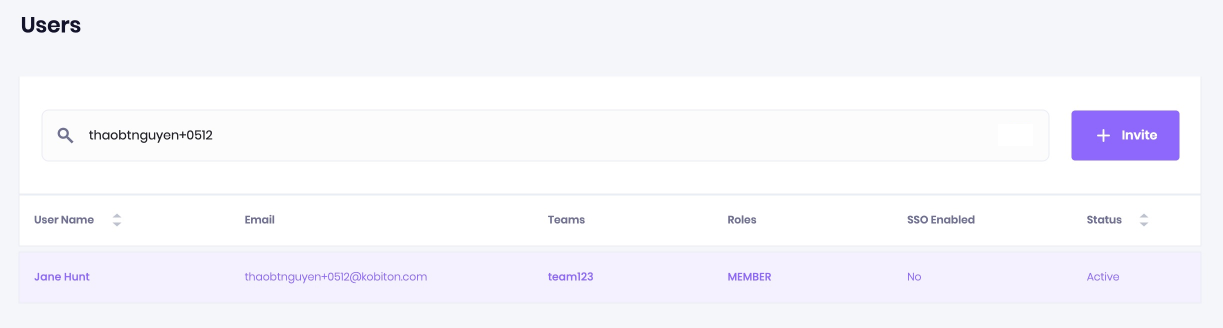 Users
thaobtnguyen+0512
+ Invite
User Name Email Teams Roles SSO Enabled Status
Jane Hunt thaobtnguyen+0512@kobiton.com team123 MEMBER No Active